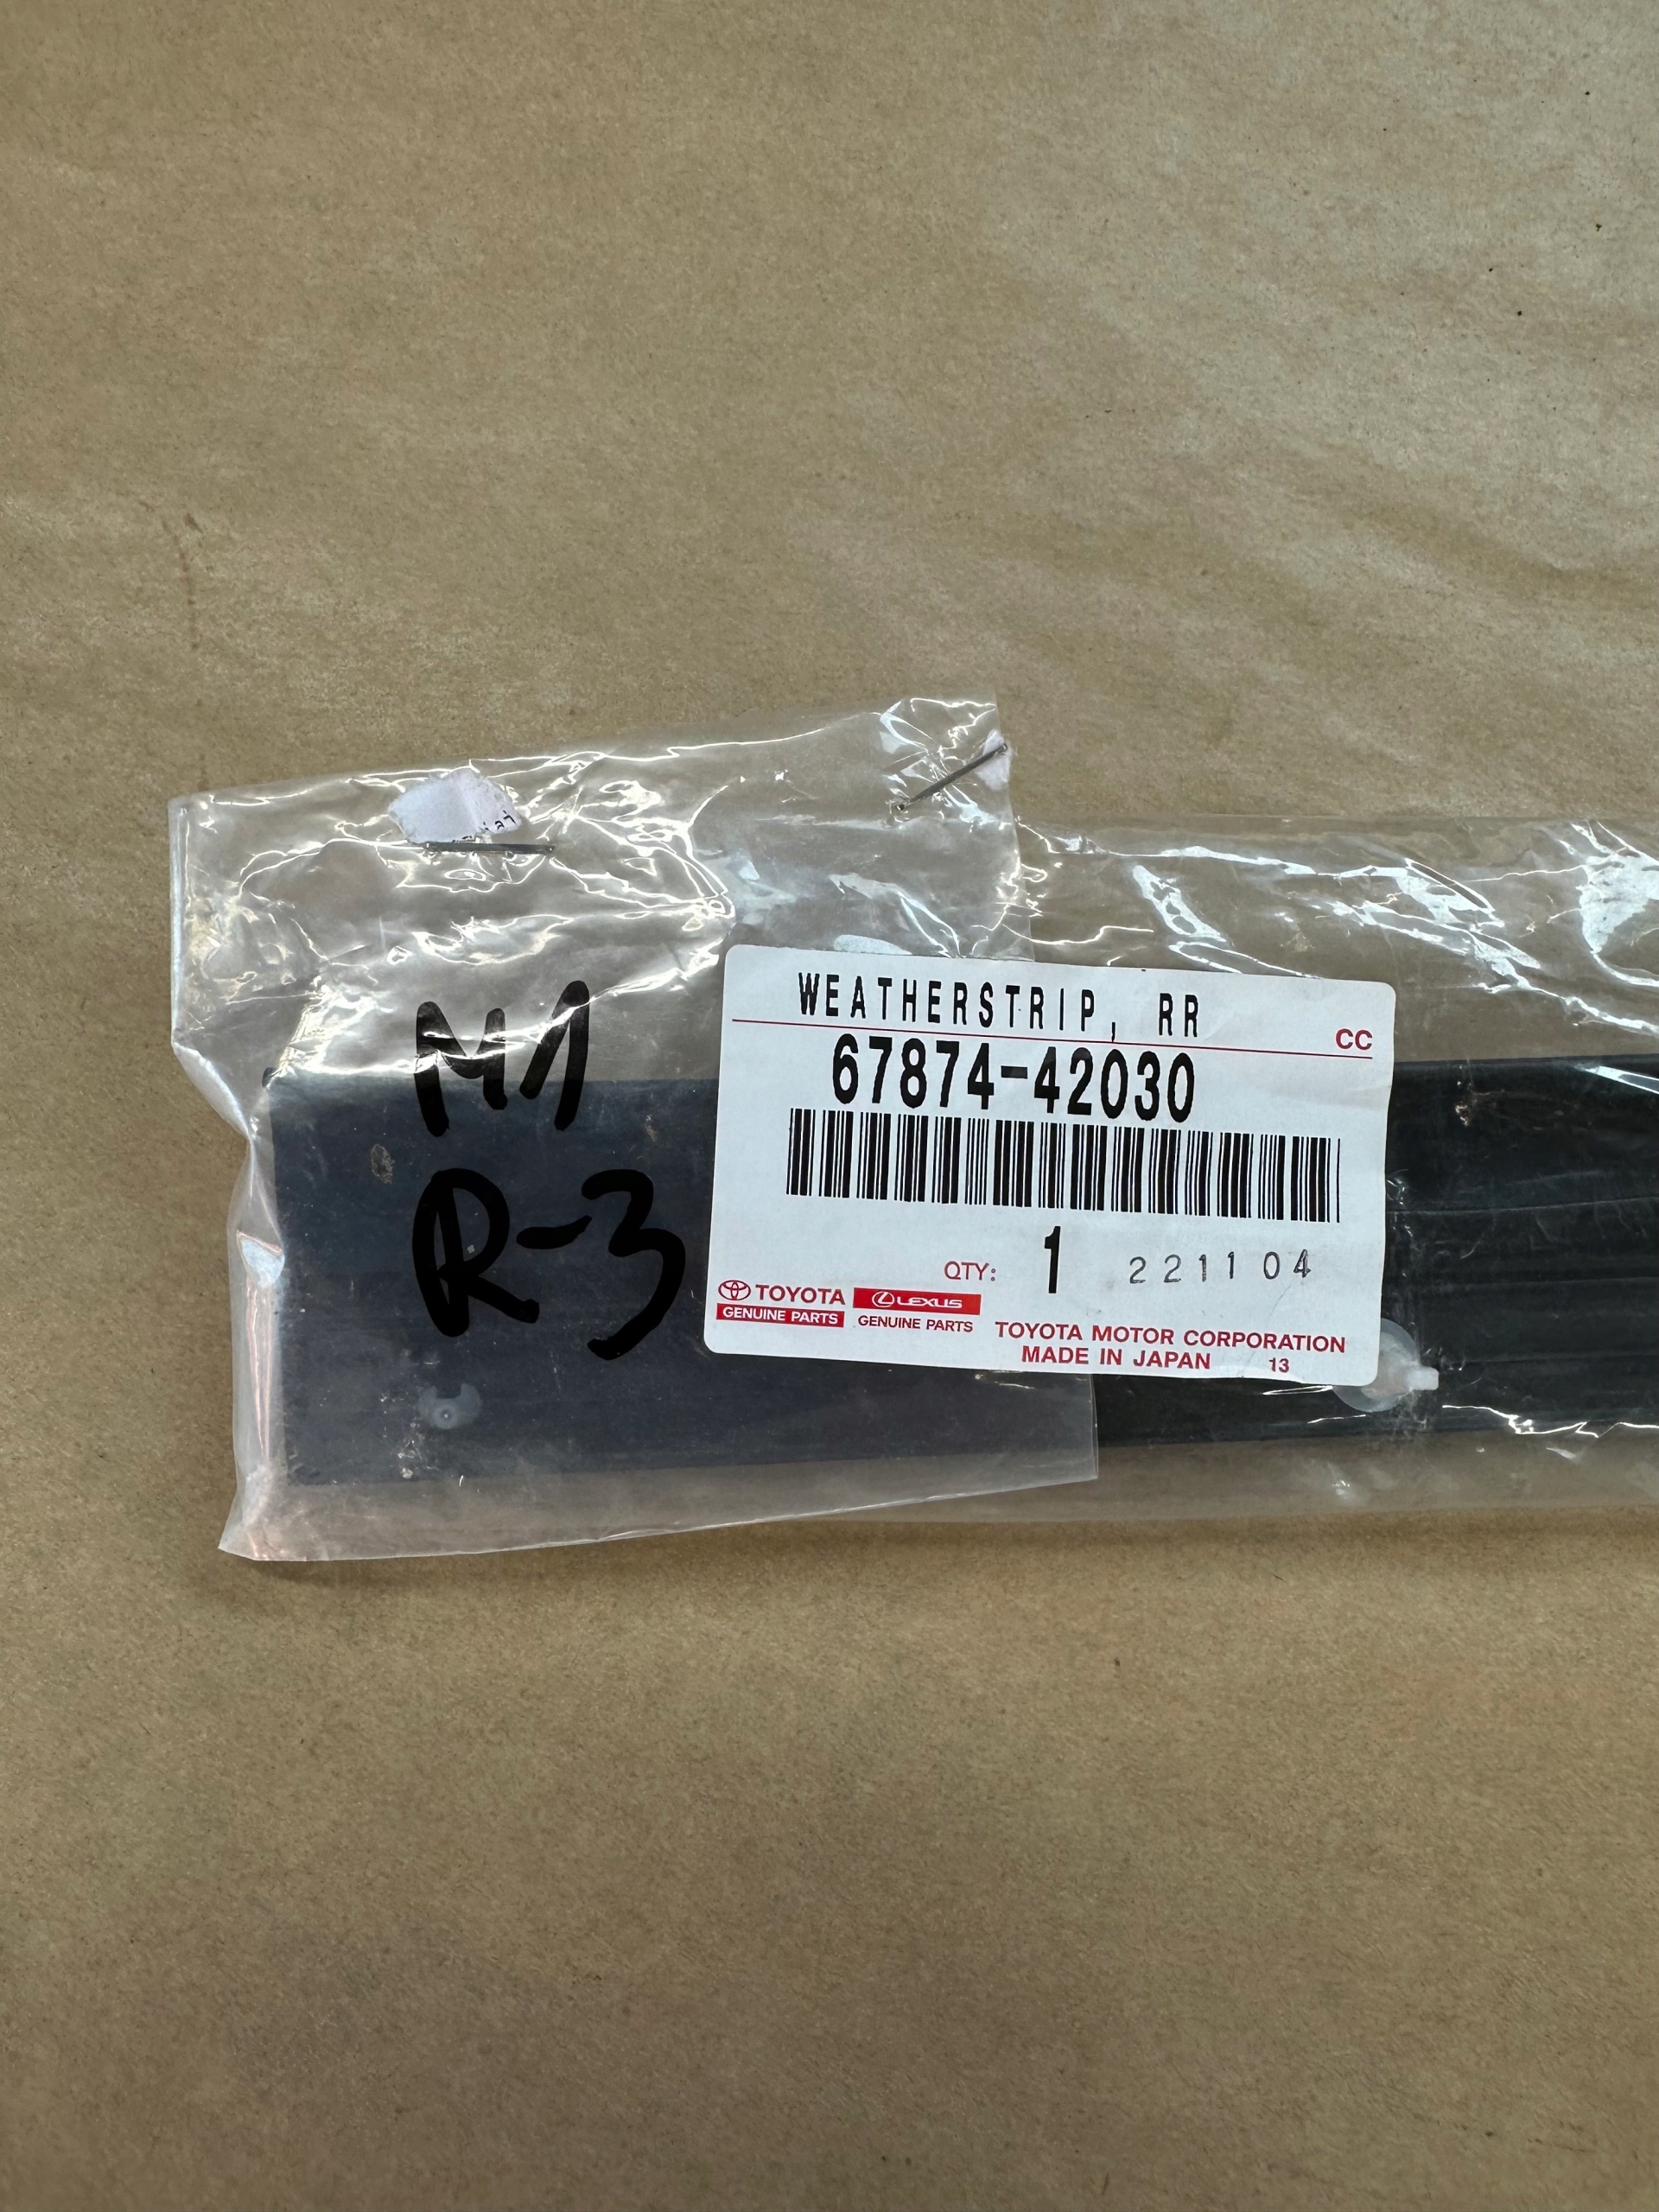 M1
R-3
WEATHERSTRIP, RR
CC
67874-42030
QTY: 1 221104
TOYOTA LEXUS
GENUINE PARTS GENUINE PARTS
TOYOTA MOTOR CORPORATION
MADE IN JAPAN 13